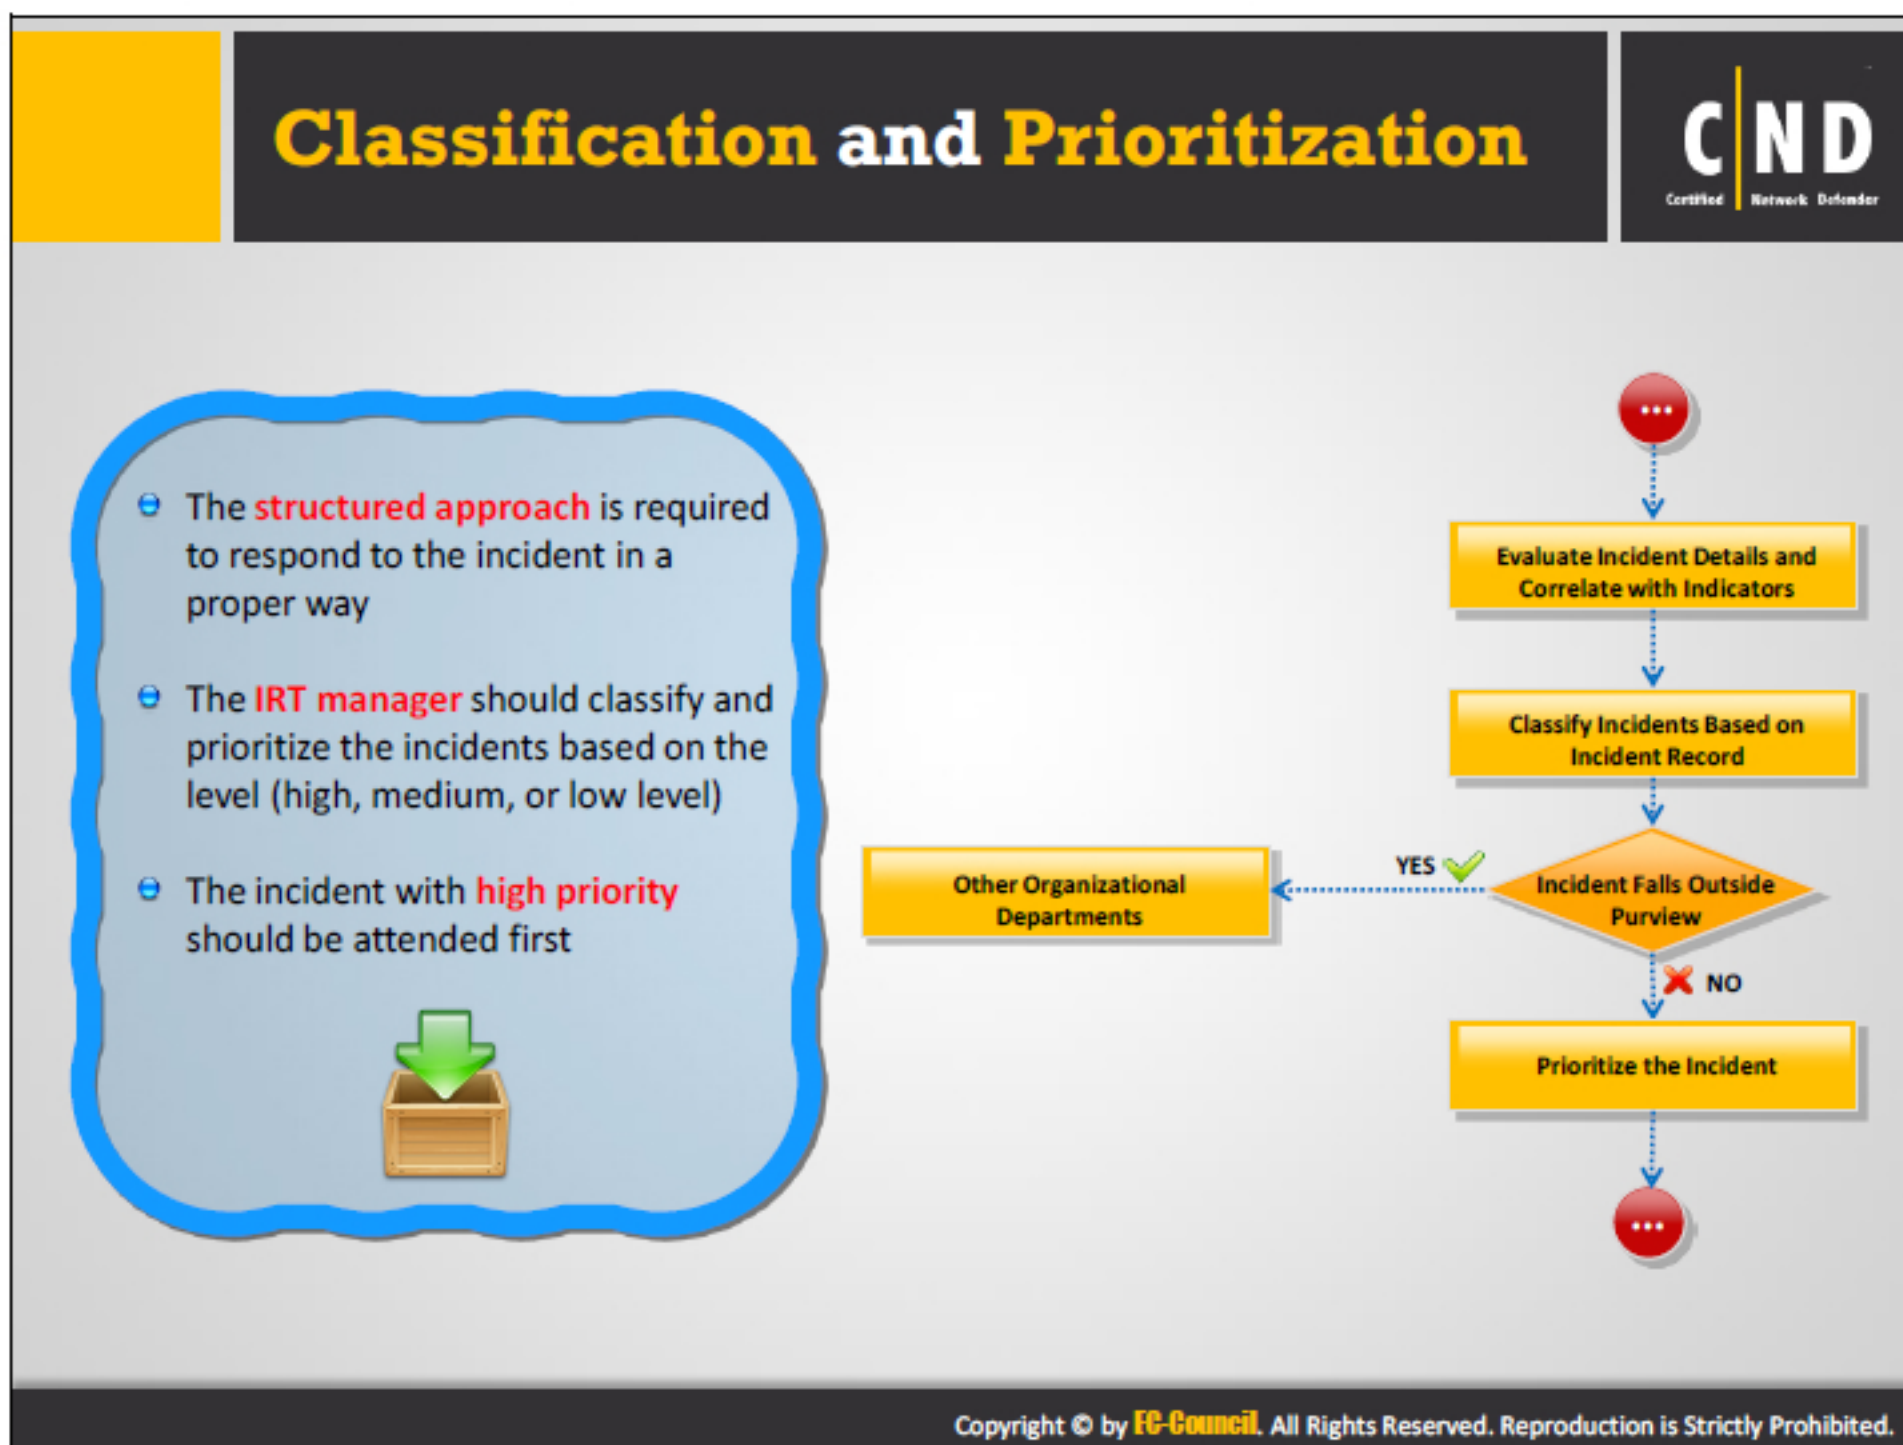 Classification and Prioritization
C ND
Certified Network Defender
The structured approach is required
to respond to the incident in a
proper way
The IRT manager should classify and
prioritize the incidents based on the
level (high, medium, or low level)
The incident with high priority
should be attended first
...
Evaluate Incident Details and
Correlate with Indicators
Classify Incidents Based on
Incident Record
Incident Falls Outside
Purview
YES
Other Organizational
Departments
NO
Prioritize the Incident
...
Copyright © by EC-Council. All Rights Reserved. Reproduction is Strictly Prohibited.